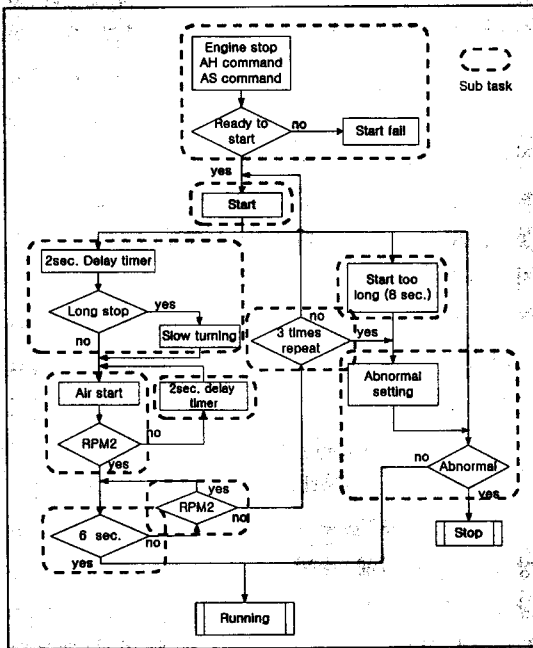 Engine stop
AH command
AS command
Sub task
Ready to
start
no
Start fail
yes
Start
2sec. Delay timer
Start too
long (8 sec.)
Long stop
yes
no
Slow turning
no
3 times
repeat
yes
Air start
2sec. delay
timer
Abnormal
setting
RPM2
no
yes
no
Abnormal
yes
yes
RPM2
no
6 sec.
no
yes
Stop
Running